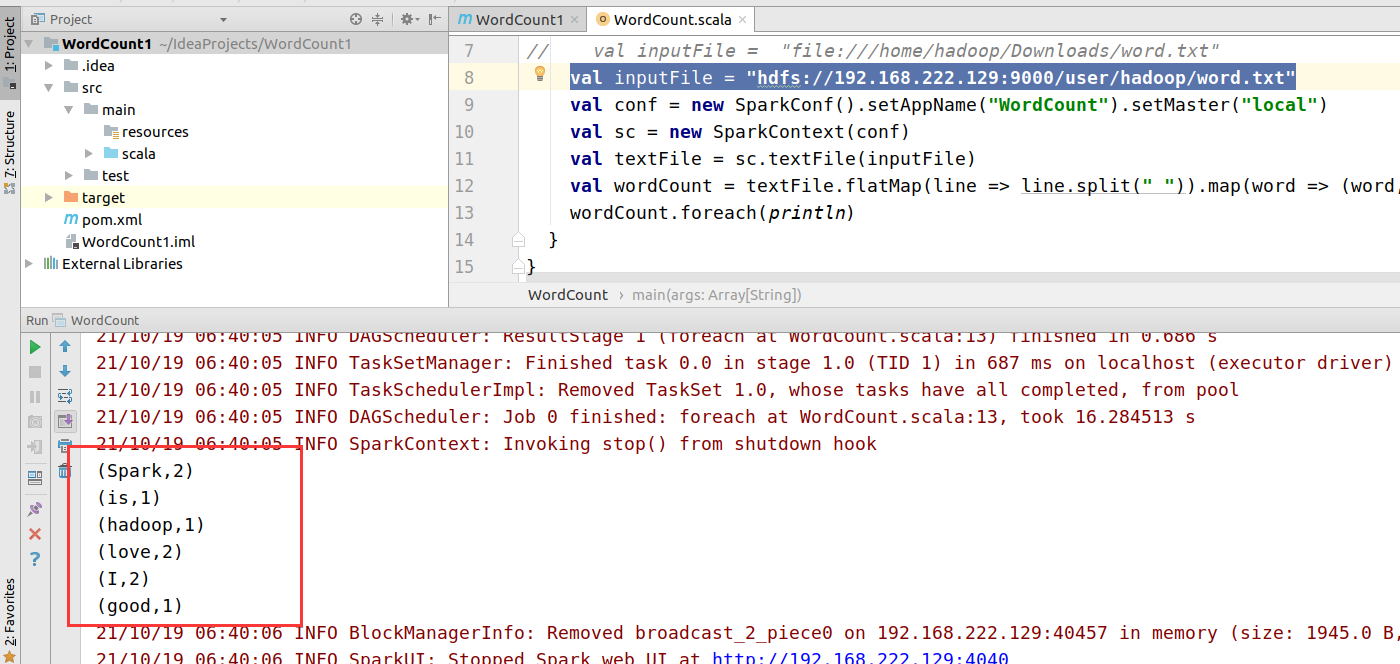 Project
WordCount1
WordCount.scala
1: Project
7: Structure
2: Favorites
WordCount1 ~/IdeaProjects/WordCount1
.idea
src
main
resources
scala
test
target
pom.xml
WordCount1.iml
External Libraries
7 // val inputFile = "file:///home/hadoop/Downloads/word.txt"
8 val inputFile = "hdfs://192.168.222.129:9000/user/hadoop/word.txt"
9 val conf = new SparkConf().setAppName("WordCount").setMaster("local")
10 val sc = new SparkContext(conf)
11 val textFile = sc.textFile(inputFile)
12 val wordCount = textFile.flatMap(line => line.split(" ")).map(word => (word,
13 wordCount.foreach(println)
14 }
15 }
WordCount › main(args: Array[String])
Run WordCount
21/10/19 06:40:05 INFO DAGScheduler: ResultStage 1 (foreach at WordCount.scala:13) finished in 0.686 s
21/10/19 06:40:05 INFO TaskSetManager: Finished task 0.0 in stage 1.0 (TID 1) in 687 ms on localhost (executor driver)
21/10/19 06:40:05 INFO TaskSchedulerImpl: Removed TaskSet 1.0, whose tasks have all completed, from pool
21/10/19 06:40:05 INFO DAGScheduler: Job 0 finished: foreach at WordCount.scala:13, took 16.284513 s
21/10/19 06:40:05 INFO SparkContext: Invoking stop() from shutdown hook
(Spark,2)
(is,1)
(hadoop,1)
(love,2)
(I,2)
(good,1)
21/10/19 06:40:06 INFO BlockManagerInfo: Removed broadcast_2_piece0 on 192.168.222.129:40457 in memory (size: 1945.0 B,
21/10/19 06:40:06 INFO SparkUI: Stopped Spark web UI at http://192.168.222.129:4040